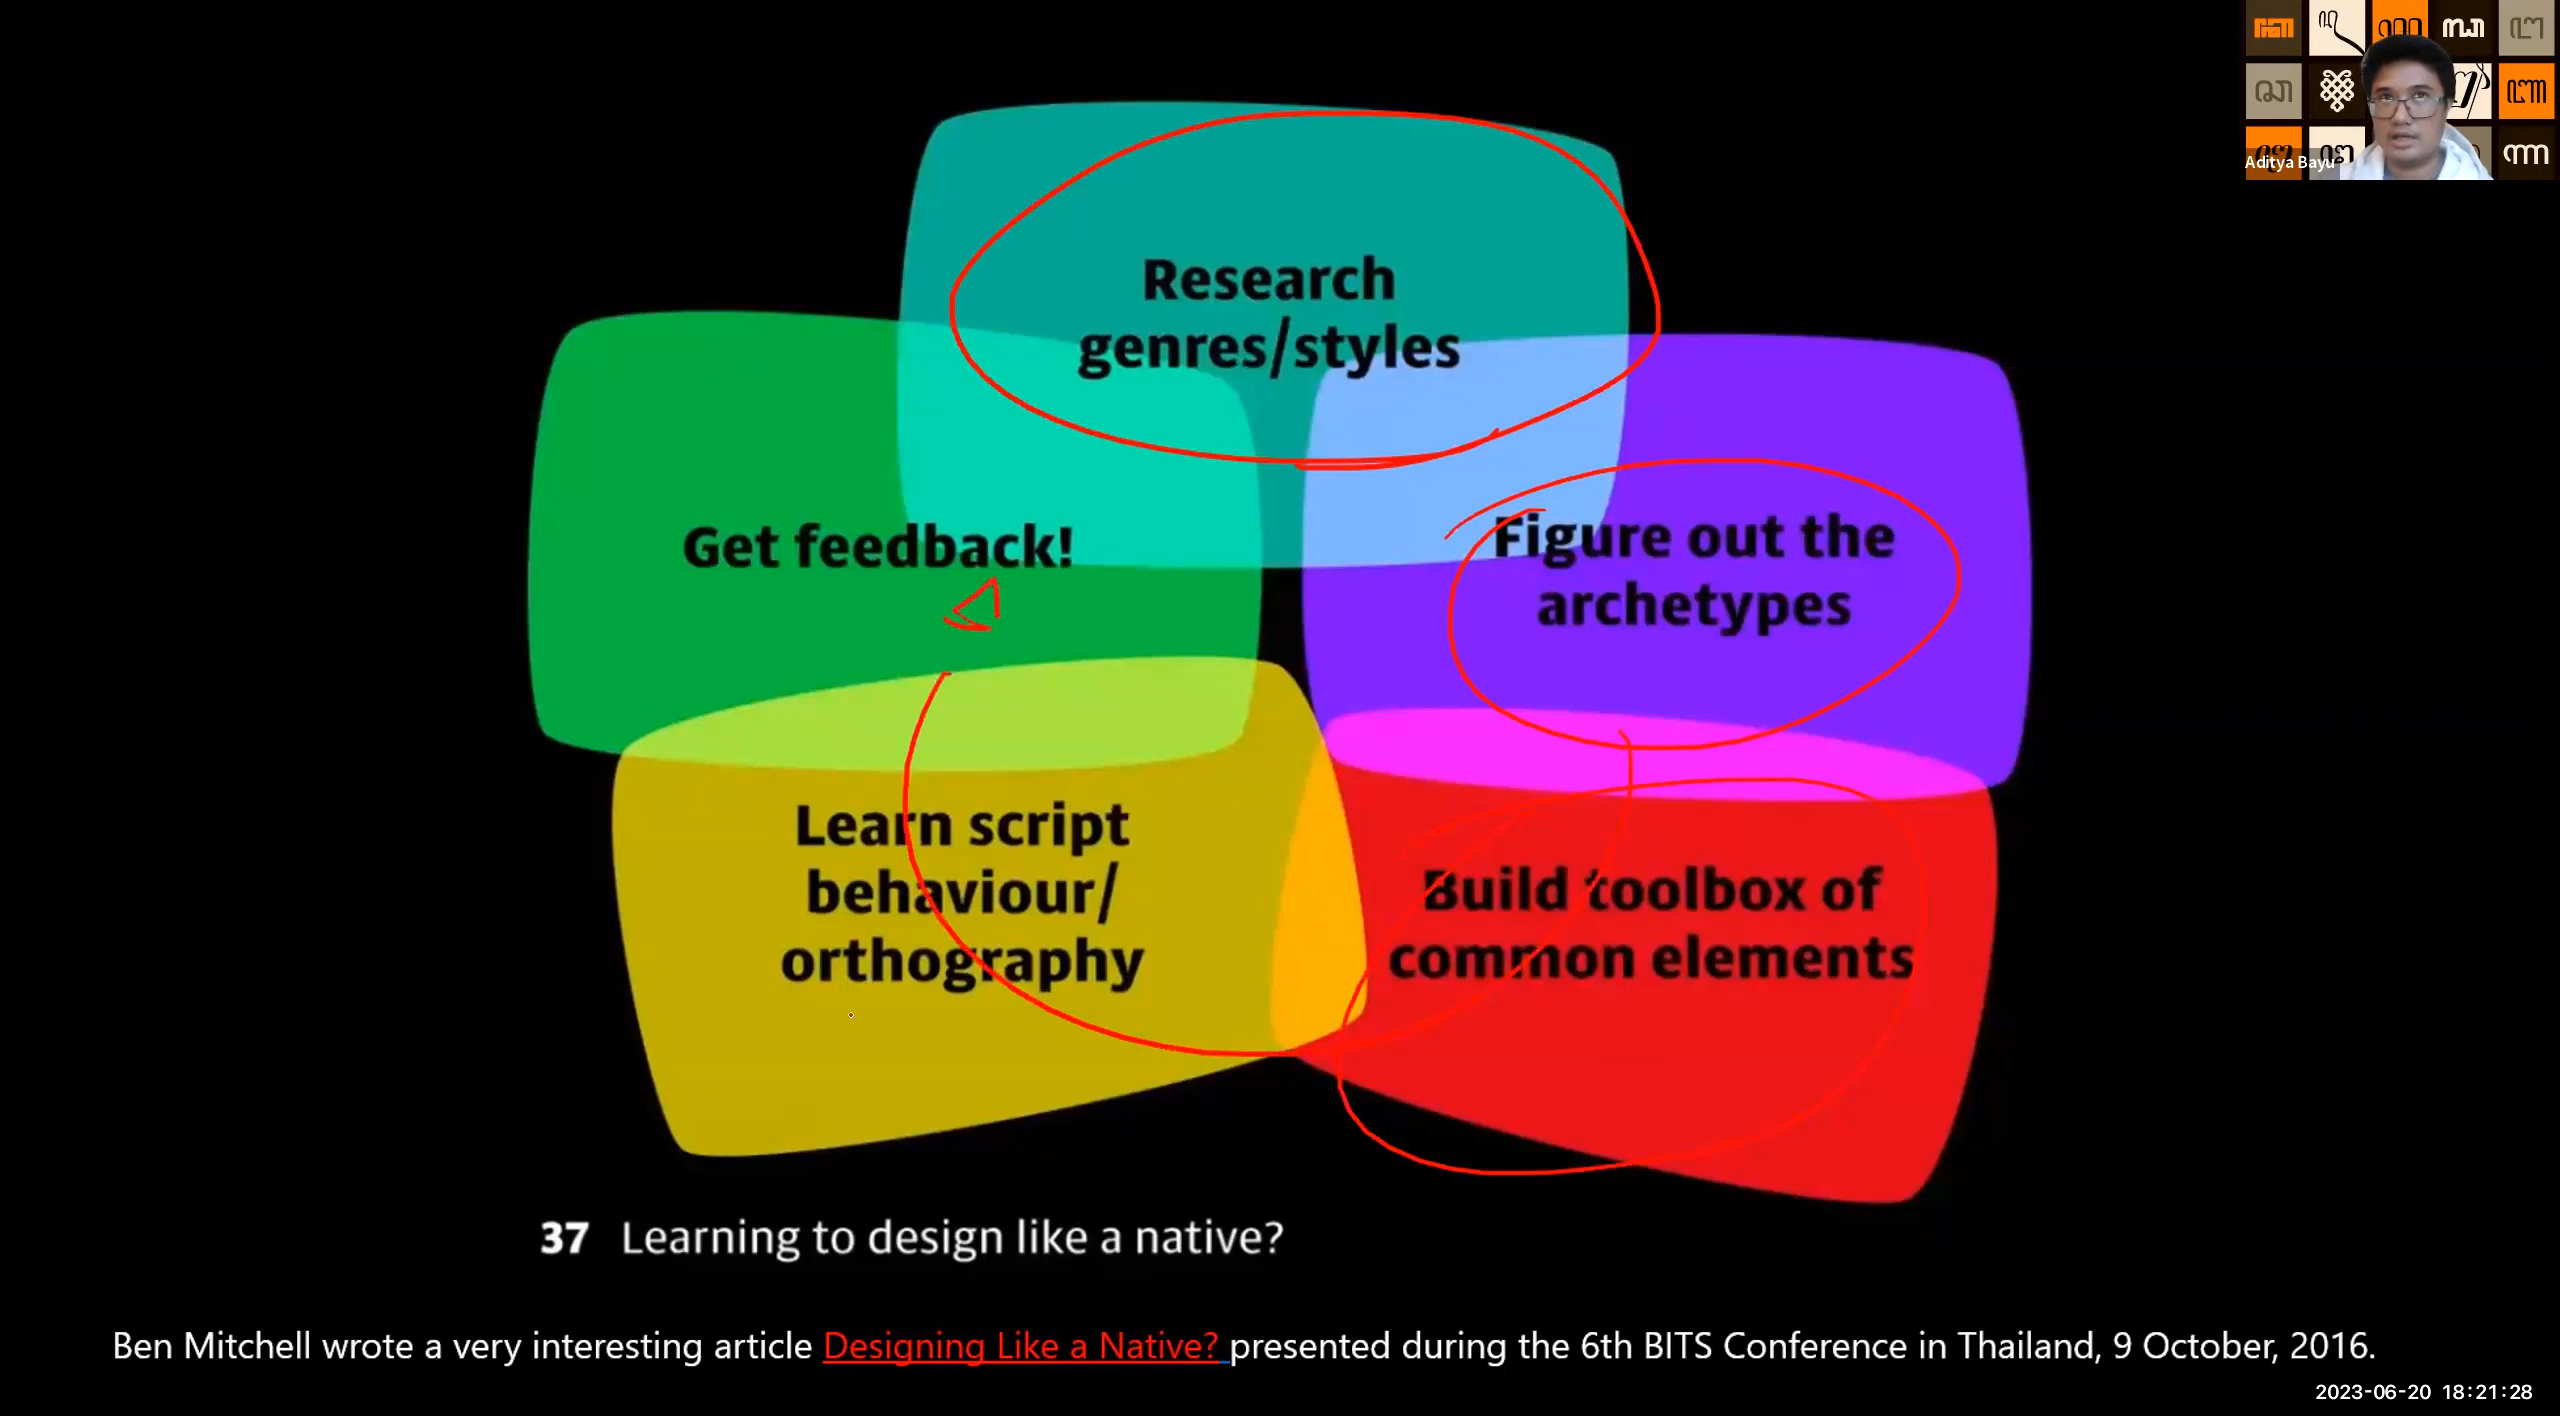 Research
genres/styles
Get feedback!
Figure out the
archetypes
Learn script
behaviour/
orthography
Build toolbox of
common elements
37 Learning to design like a native?
Ben Mitchell wrote a very interesting article Designing Like a Native? presented during the 6th BITS Conference in Thailand, 9 October, 2016.
Aditya Bayu
2023-06-20 18:21:28